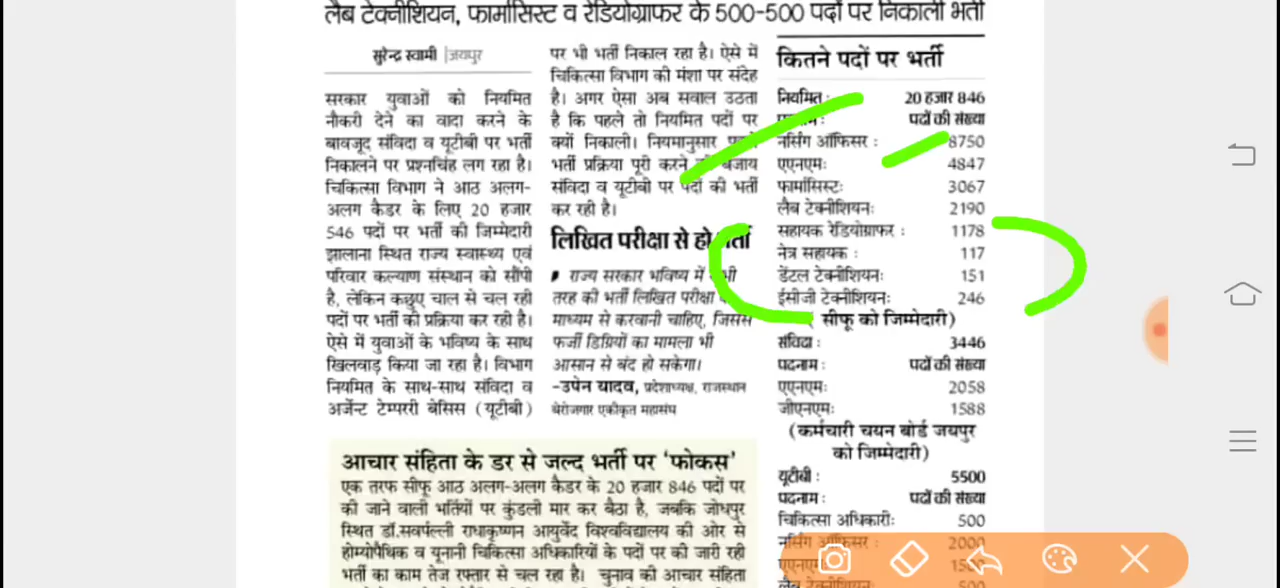 लैब टेक्नीशियन, फार्मासिस्ट व रेडियोग्राफर के 500-500 पदों पर निकाली भर्ती
सुरेन्द्र स्वामी |जयपुर
सरकार युवाओं को नियमित
नौकरी देने का वादा करने के
बावजूद संविदा व यूटीबी पर भर्ती
निकालने पर प्रश्नचिंह लग रहा है।
चिकित्सा विभाग ने आठ अलग-
अलग कैडर के लिए 20 हजार
546 पदों पर भर्ती की जिम्मेदारी
झालाना स्थित राज्य स्वास्थ्य एवं
परिवार कल्याण संस्थान को सौंपी
है, लेकिन कछुए चाल से चल रही
पदों पर भर्ती की प्रक्रिया कर रही है।
ऐसे में युवाओं के भविष्य के साथ
खिलवाड़ किया जा रहा है। विभाग
नियमित के साथ-साथ संविदा व
अर्जेन्ट टेम्परी बेसिस (यूटीबी)
पर भी भर्ती निकाल रहा है। ऐसे में
चिकित्सा विभाग की मंशा पर संदेह
है। अगर ऐसा अब सवाल उठता
है कि पहले तो नियमित पदों पर
क्यों निकाली। नियमानुसार
भर्ती प्रक्रिया पूरी करने बजाय
संविदा व यूटीबी पर पदों की भर्ती
कर रही है।
लिखित परीक्षा से हो भर्ती
राज्य सरकार भविष्य में
तरह की भर्ती लिखित परीक्षा
माध्यम से करवानी चाहिए, जिससे
फर्जी डिग्रियों का मामला भी
आसान से बंद हो सकेगा।
-उपेन यादव, प्रदेशाध्यक्ष, राजस्थान
बेरोजगार एकीकृत महासंघ
आचार संहिता के डर से जल्द भर्ती पर 'फोकस'
एक तरफ सीफू आठ अलग-अलग कैडर के 20 हजार 846 पदों पर
की जाने वाली भर्तियों पर कुंडली मार कर बैठा है, जबकि जोधपुर
स्थित डॉ.सवर्पल्ली राधाकृष्णन आयुर्वेद विश्वविद्यालय की ओर से
होम्योपैथिक व यूनानी चिकित्सा अधिकारियों के पदों पर की जारी रही
भर्ती का काम तेज रफ्तार से चल रहा है। चुनाव की आचार संहिता
कितने पदों पर भर्ती
नियमित : 20 हजार 846
पदों की संख्या
नर्सिंग ऑफिसर : 8750
एएनएमः 4847
फार्मासिस्टः 3067
लैब टेक्नीशियनः 2190
सहायक रेडियोग्राफर : 1178
नेत्र सहायक : 117
डेंटल टेक्नीशियनः 151
ईसीजी टेक्नीशियनः 246
( सीफू को जिम्मेदारी)
संविदा : 3446
पदनाम : पदों की संख्या
एएनएमः 2058
जीएनएमः 1588
(कर्मचारी चयन बोर्ड जयपुर
को जिम्मेदारी)
यूटीबी : 5500
पदनाम : पदों की संख्या
चिकित्सा अधिकारीः 500
नर्सिंग ऑफिसर : 2000